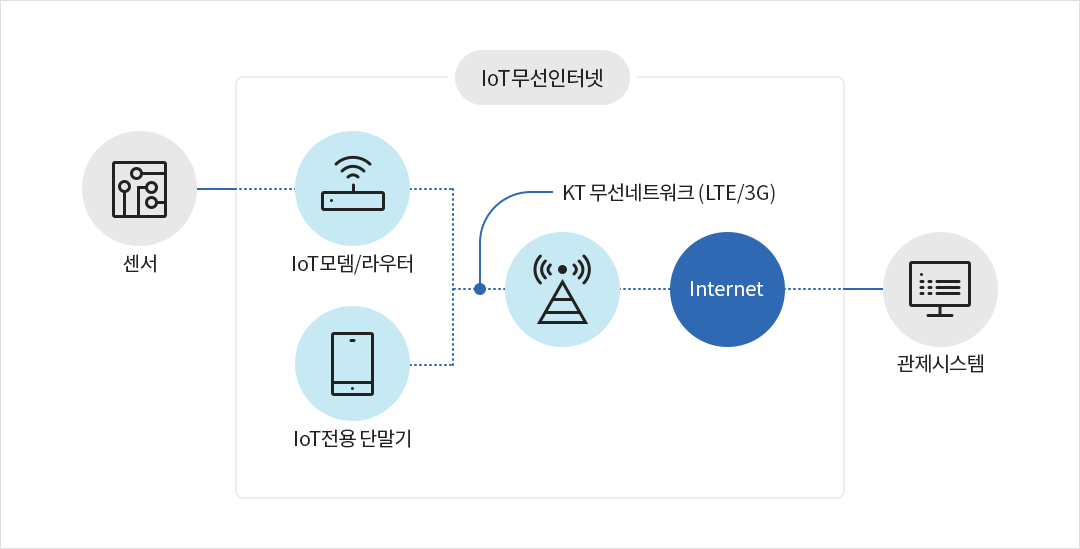 IoT무선인터넷
KT 무선네트워크 (LTE/3G)
센서
IoT모뎀/라우터
Internet
관제시스템
IoT전용 단말기